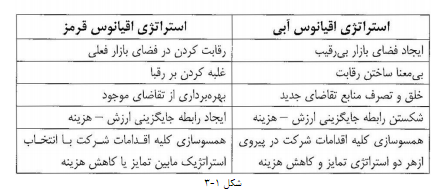 استراتژی اقیانوس آبی	استراتژی اقیانوس قرمز
ایجاد فضای بازار بی‌رقیب	رقابت کردن در فضای بازار فعلی
بی‌معنا ساختن رقابت	غلبه کردن بر رقبا
خلق و تصرف منابع تقاضای جدید	بهره‌برداری از تقاضای موجود
شکستن رابطه جایگزینی ارزش – هزینه	ایجاد رابطه جایگزینی ارزش – هزینه
همسوسازی کلیه اقدامات شرکت در پیروی	همسوسازی کلیه اقدامات شرکت با انتخاب
ازهر دو استراتژی تمایز و کاهش هزینه	استراتژیک مابین تمایز یا کاهش هزینه
شکل ۱-۳